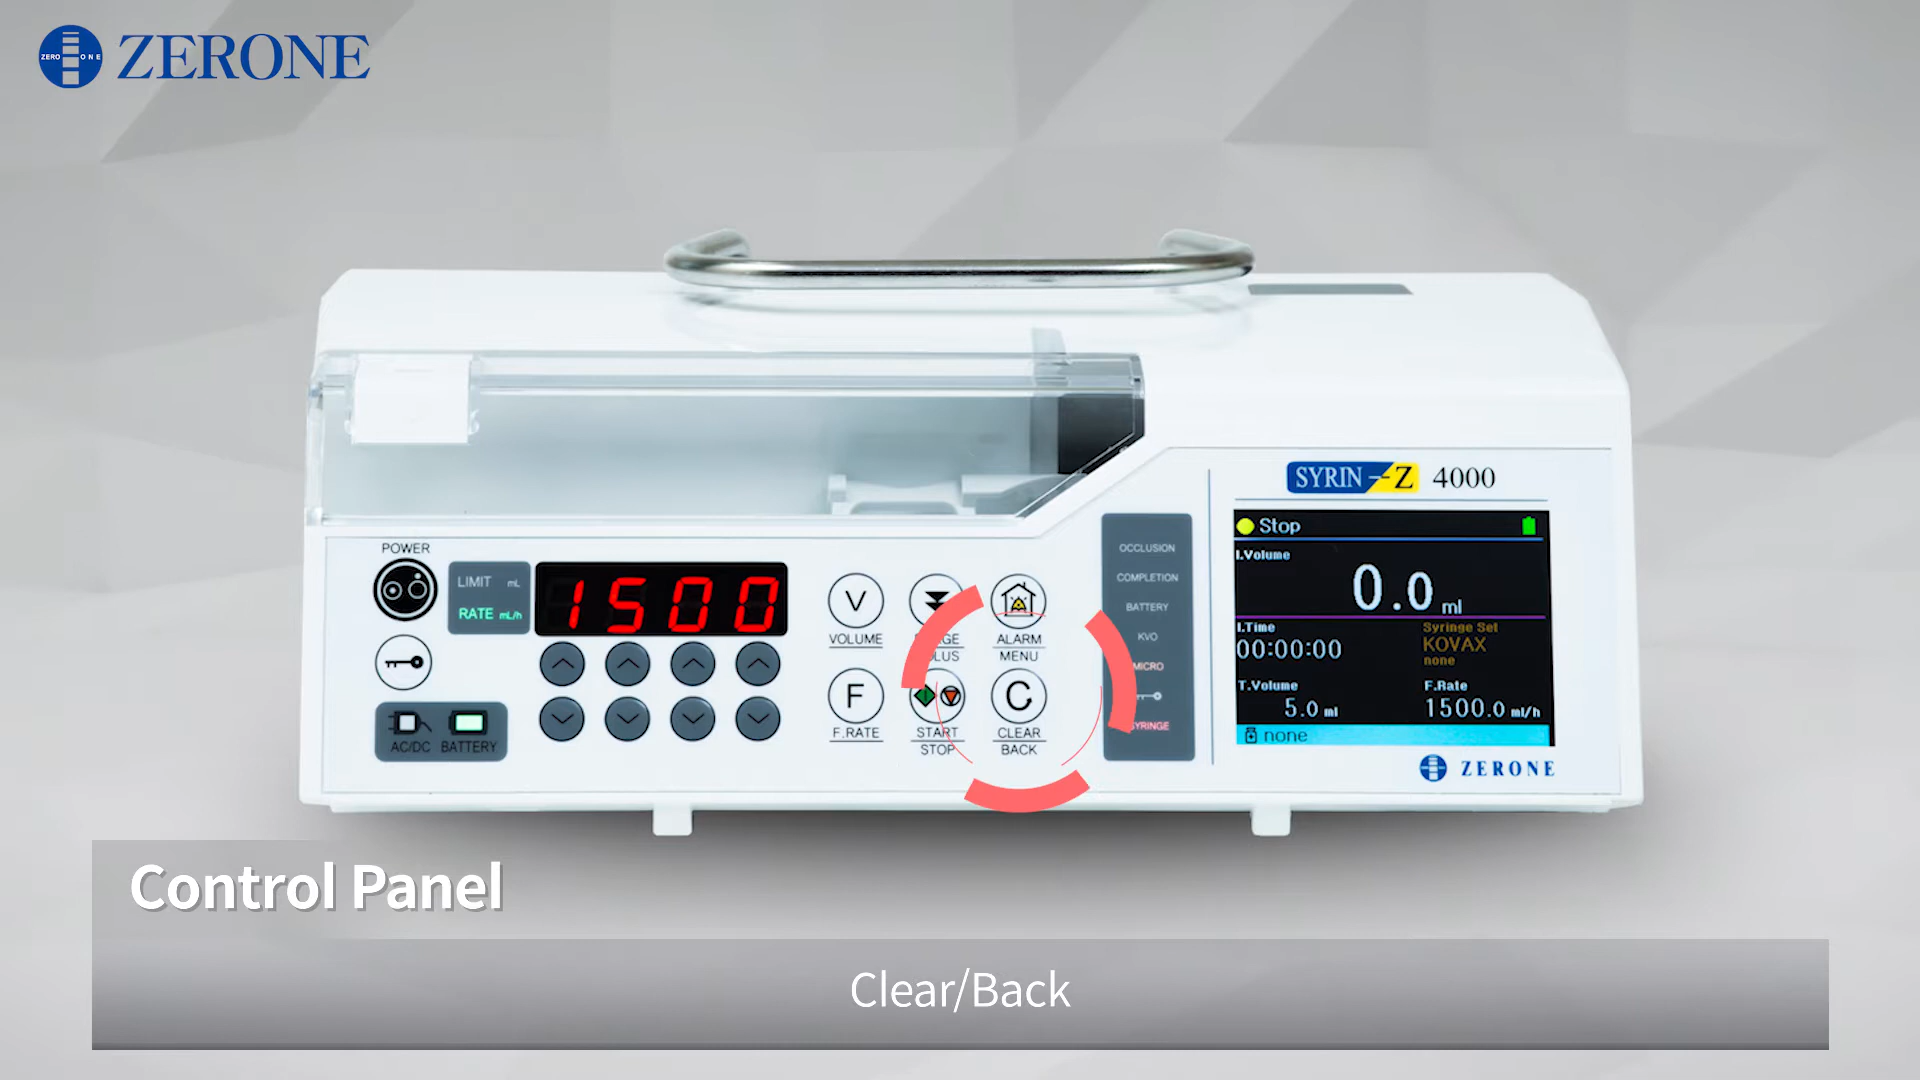 ZERO ONE ZERONE
SYRIN-Z 4000
POWER
LIMIT mL
RATE mL/h
1500
AC/DC BATTERY
V
VOLUME
ALARM
MENU
F
F.RATE
START
STOP
C
CLEAR
BACK
OCCLUSION
COMPLETION
BATTERY
KVO
MICRO
SYRINGE
Stop
I.Volume
0.0 ml
I.Time
00:00:00
Syringe Set
KOVAX
none
T.Volume
5.0 ml
F.Rate
1500.0 ml/h
none
ZERONE
Control Panel
Clear/Back